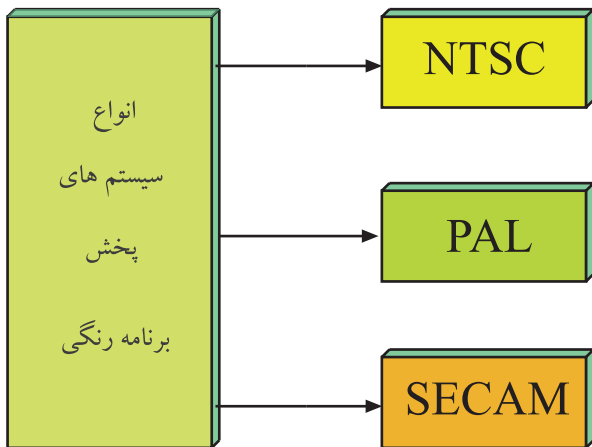 انواع
سیستم های
پخش
برنامه رنگی
NTSC
PAL
SECAM